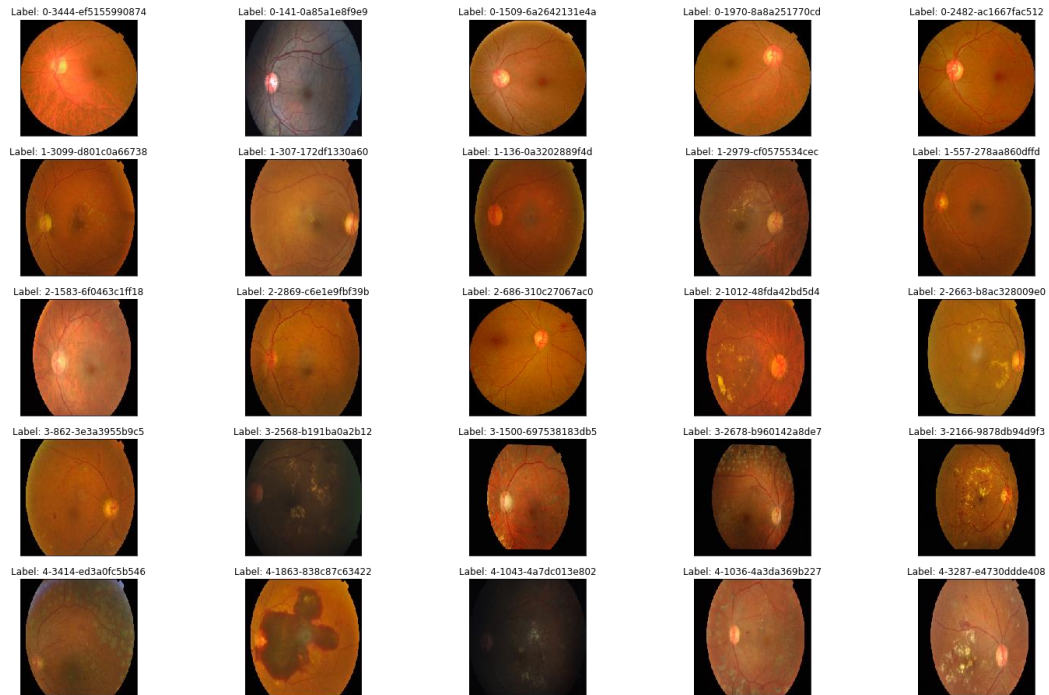 Label: 0-3444-ef5155990874
Label: 0-141-0a85a1e8f9e9
Label: 0-1509-6a2642131e4a
Label: 0-1970-8a8a251770cd
Label: 0-2482-ac1667fac512
Label: 1-3099-d801c0a66738
Label: 1-307-172df1330a60
Label: 1-136-0a3202889f4d
Label: 1-2979-cf0575534cec
Label: 1-557-278aa860dffd
Label: 2-1583-6f0463c1ff18
Label: 2-2869-c6e1e9fbf39b
Label: 2-686-310c27067ac0
Label: 2-1012-48fda42bd5d4
Label: 2-2663-b8ac328009e0
Label: 3-862-3e3a3955b9c5
Label: 3-2568-b191ba0a2b12
Label: 3-1500-697538183db5
Label: 3-2678-b960142a8de7
Label: 3-2166-9878db94d9f3
Label: 4-3414-ed3a0fc5b546
Label: 4-1863-838c87c63422
Label: 4-1043-4a7dc013e802
Label: 4-1036-4a3da369b227
Label: 4-3287-e4730ddde408